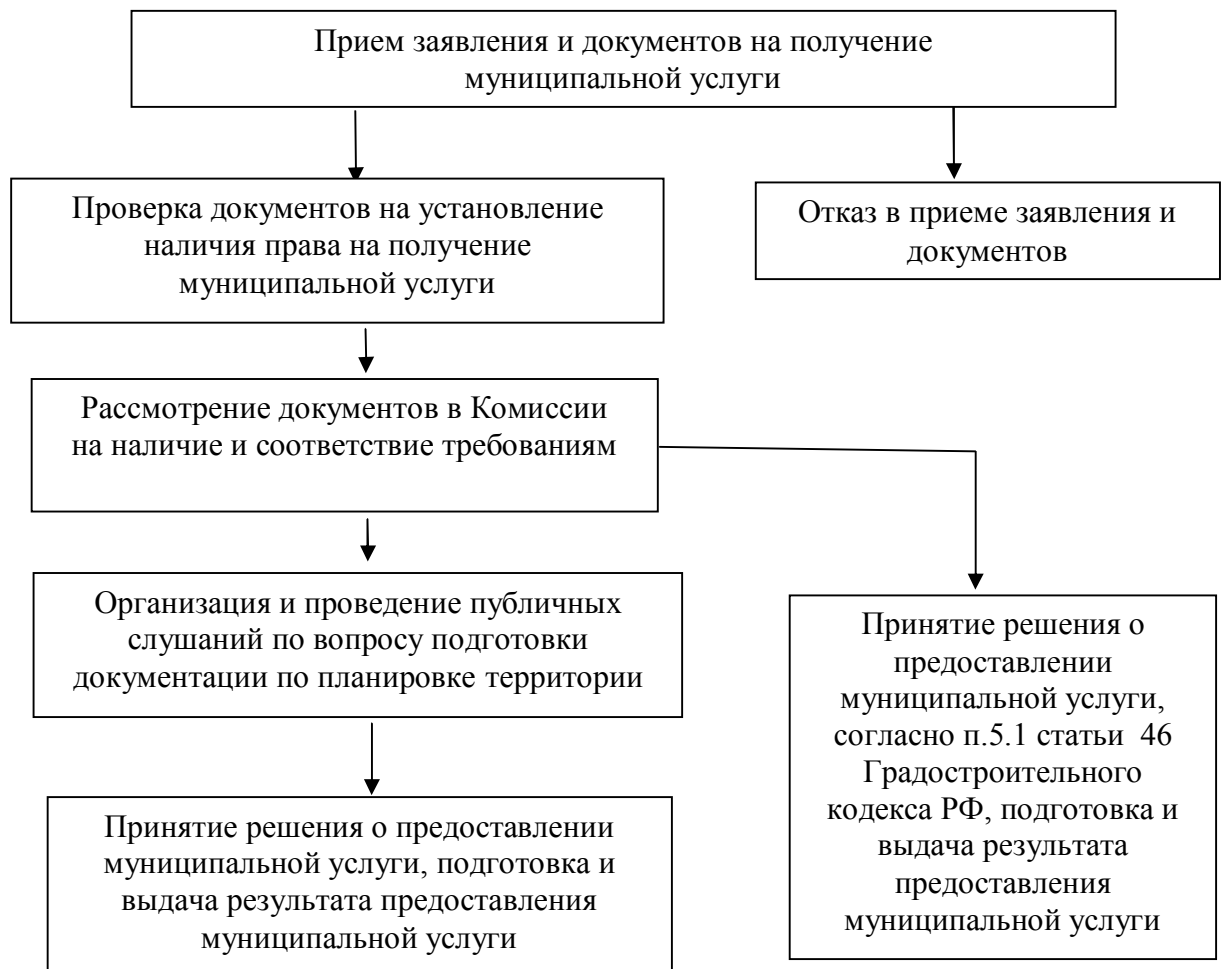 Прием заявления и документов на получение
муниципальной услуги
Проверка документов на установление
наличия права на получение
муниципальной услуги
Отказ в приеме заявления и
документов
Рассмотрение документов в Комиссии
на наличие и соответствие требованиям
Организация и проведение публичных
слушаний по вопросу подготовки
документации по планировке территории
Принятие решения о
предоставлении
муниципальной услуги,
согласно п.5.1 статьи 46
Градостроительного
кодекса РФ, подготовка и
выдача результата
предоставления
муниципальной услуги
Принятие решения о предоставлении
муниципальной услуги, подготовка и
выдача результата предоставления
муниципальной услуги